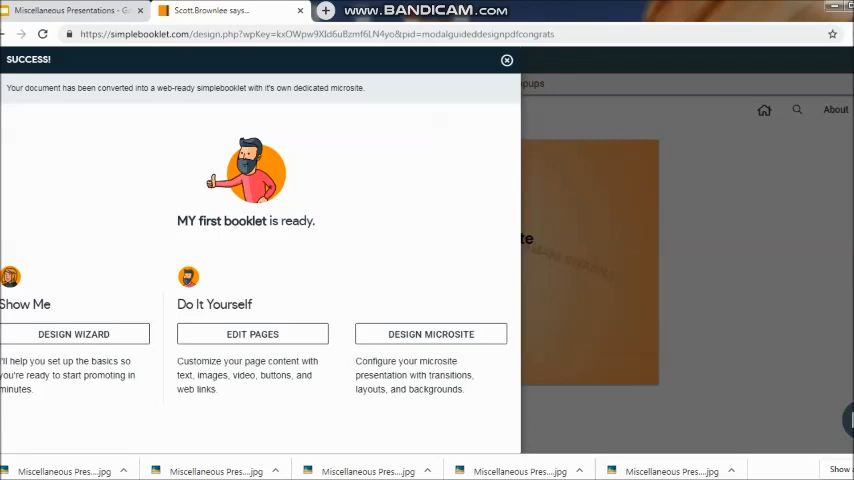 Miscellaneous Presentations - G
Scott.Brownlee says...
WWW.BANDICAM.COM
https://simplebooklet.com/design.php?wpKey=kxOWpw9XId6uBzmf6LN4yo&pid=modalguideddesignpdfcongrats
SUCCESS!
Your document has been converted into a web-ready simplebooklet with it's own dedicated microsite.
opups
About
te
MY first booklet is ready.
Show Me
Do It Yourself
DESIGN WIZARD
EDIT PAGES
DESIGN MICROSITE
I'll help you set up the basics so
you're ready to start promoting in
minutes.
Customize your page content with
text, images, video, buttons, and
web links.
Configure your microsite
presentation with transitions,
layouts, and backgrounds.
Miscellaneous Pres....jpg
Miscellaneous Pres....jpg
Miscellaneous Pres....jpg
Miscellaneous Pres....jpg
Miscellaneous Pres....jpg
Show a